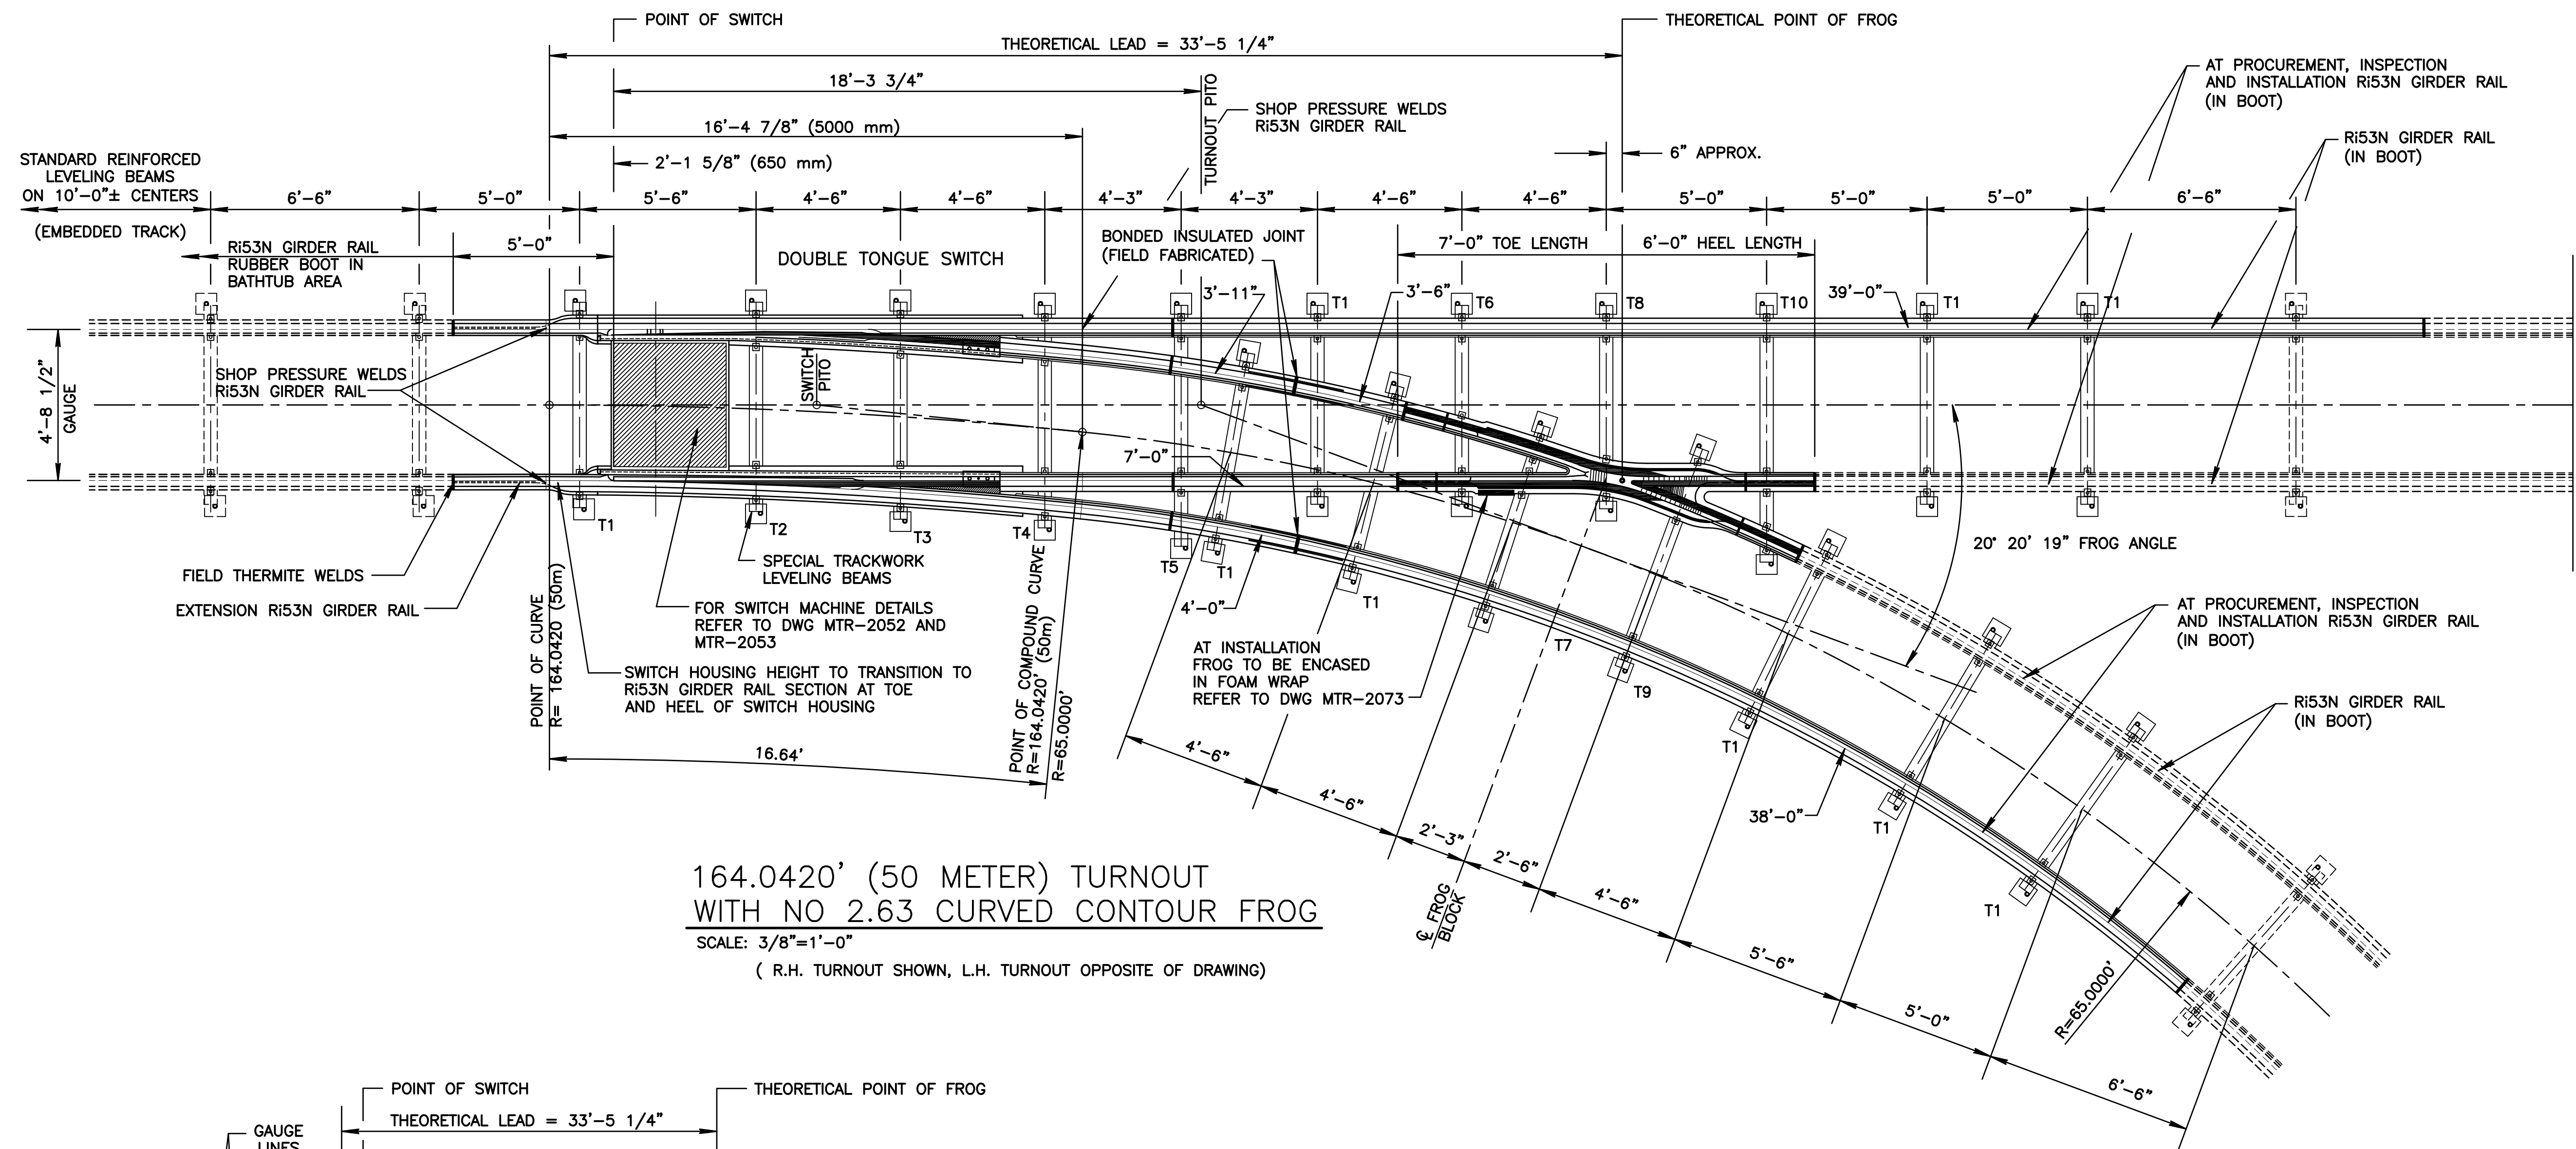 POINT OF SWITCH
THEORETICAL POINT OF FROG
THEORETICAL LEAD = 33'-5 1/4"
18'-3 3/4"
TURNOUT PITO
16'-4 7/8" (5000 mm)
2'-1 5/8" (650 mm)
SHOP PRESSURE WELDS
Ri53N GIRDER RAIL
6" APPROX.
AT PROCUREMENT, INSPECTION
AND INSTALLATION Ri53N GIRDER RAIL
(IN BOOT)
Ri53N GIRDER RAIL
(IN BOOT)
STANDARD REINFORCED
LEVELING BEAMS
ON 10'-0"± CENTERS
(EMBEDDED TRACK)
6'-6"
5'-0"
5'-6"
4'-6"
4'-6"
4'-3"
4'-3"
4'-6"
4'-6"
5'-0"
5'-0"
5'-0"
6'-6"
Ri53N GIRDER RAIL
RUBBER BOOT IN
BATHTUB AREA
5'-0"
DOUBLE TONGUE SWITCH
BONDED INSULATED JOINT
(FIELD FABRICATED)
7'-0" TOE LENGTH
6'-0" HEEL LENGTH
3'-11"
T1
3'-6"
T6
T8
T10
39'-0"
T1
T1
4'-8 1/2"
GAUGE
SHOP PRESSURE WELDS
Ri53N GIRDER RAIL
SWITCH
PITO
7'-0"
T1
T2
T3
T4
T5
T1
T1
T7
T9
T1
T1
T1
FIELD THERMITE WELDS
EXTENSION Ri53N GIRDER RAIL
SPECIAL TRACKWORK
LEVELING BEAMS
FOR SWITCH MACHINE DETAILS
REFER TO DWG MTR-2052 AND
MTR-2053
SWITCH HOUSING HEIGHT TO TRANSITION TO
Ri53N GIRDER RAIL SECTION AT TOE
AND HEEL OF SWITCH HOUSING
POINT OF CURVE
R= 164.0420' (50m)
16.64'
POINT OF COMPOUND CURVE
R=164.0420' (50m)
R=65.0000'
4'-0"
AT INSTALLATION
FROG TO BE ENCASED
IN FOAM WRAP
REFER TO DWG MTR-2073
20° 20' 19" FROG ANGLE
AT PROCUREMENT, INSPECTION
AND INSTALLATION Ri53N GIRDER RAIL
(IN BOOT)
Ri53N GIRDER RAIL
(IN BOOT)
38'-0"
R=65.0000'
4'-6"
4'-6"
2'-3"
2'-6"
4'-6"
5'-6"
5'-0"
6'-6"
℄ FROG
BLOCK
164.0420' (50 METER) TURNOUT
WITH NO 2.63 CURVED CONTOUR FROG
SCALE: 3/8"=1'-0"
( R.H. TURNOUT SHOWN, L.H. TURNOUT OPPOSITE OF DRAWING)
POINT OF SWITCH
THEORETICAL POINT OF FROG
THEORETICAL LEAD = 33'-5 1/4"
GAUGE
LINES